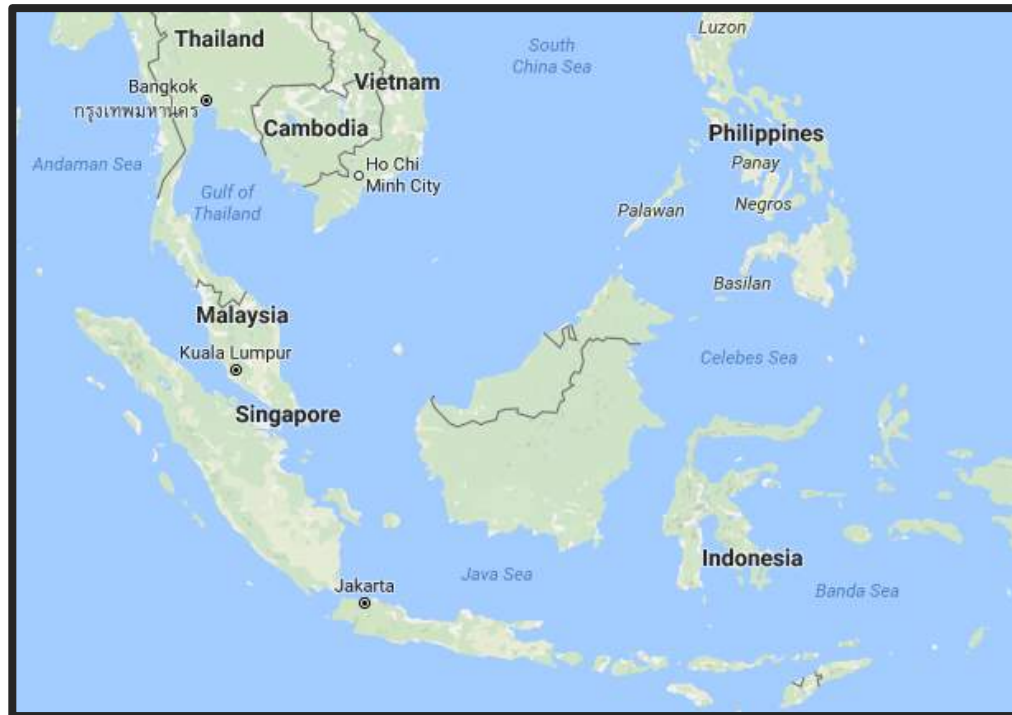 Luzon
Thailand
South
China Sea
Vietnam
Bangkok
กรุงเทพมหานคร
Cambodia
Philippines
Andaman Sea
Ho Chi
Minh City
Panay
Gulf of
Thailand
Palawan
Negros
Basilan
Malaysia
Kuala Lumpur
Celebes Sea
Singapore
Indonesia
Java Sea
Jakarta
Banda Sea